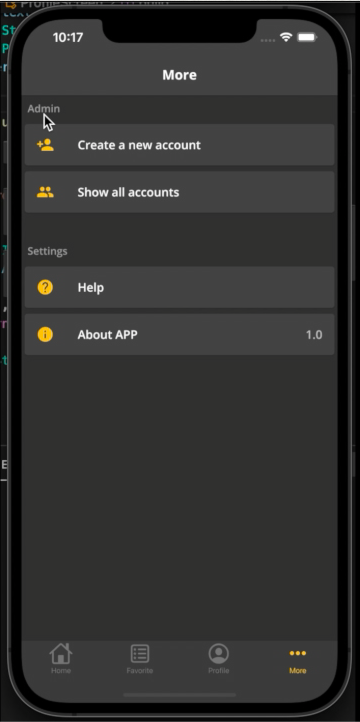 10:17
More
Admin
Create a new account
Show all accounts
Settings
Help
About APP 1.0
Home Favorite Profile More